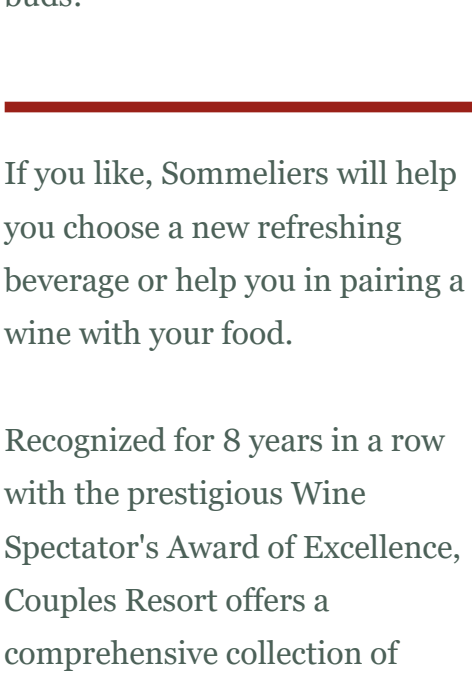 buds.
If you like, Sommeliers will help
you choose a new refreshing
beverage or help you in pairing a
wine with your food.
Recognized for 8 years in a row
with the prestigious Wine
Spectator's Award of Excellence,
Couples Resort offers a
comprehensive collection of